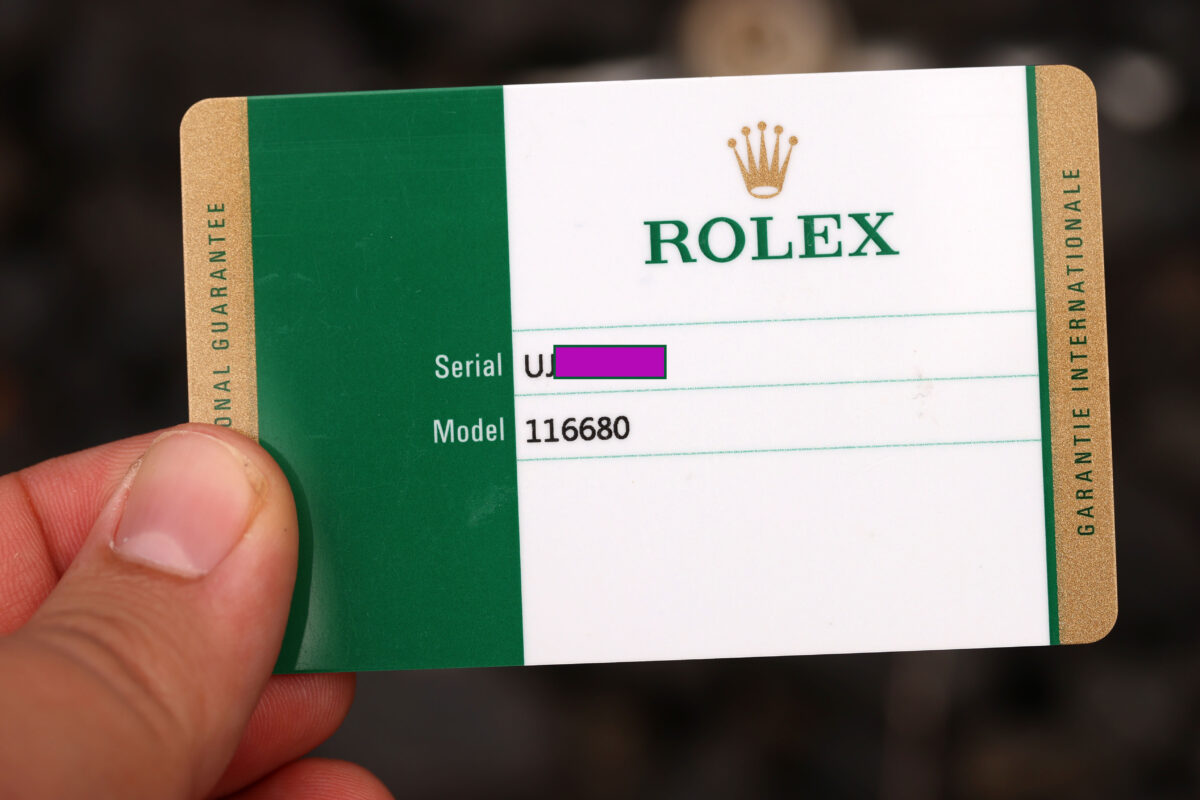 ONAL GUARANTEE
ROLEX
Serial UJ
Model 116680
GARANTIE INTERNATIONALE